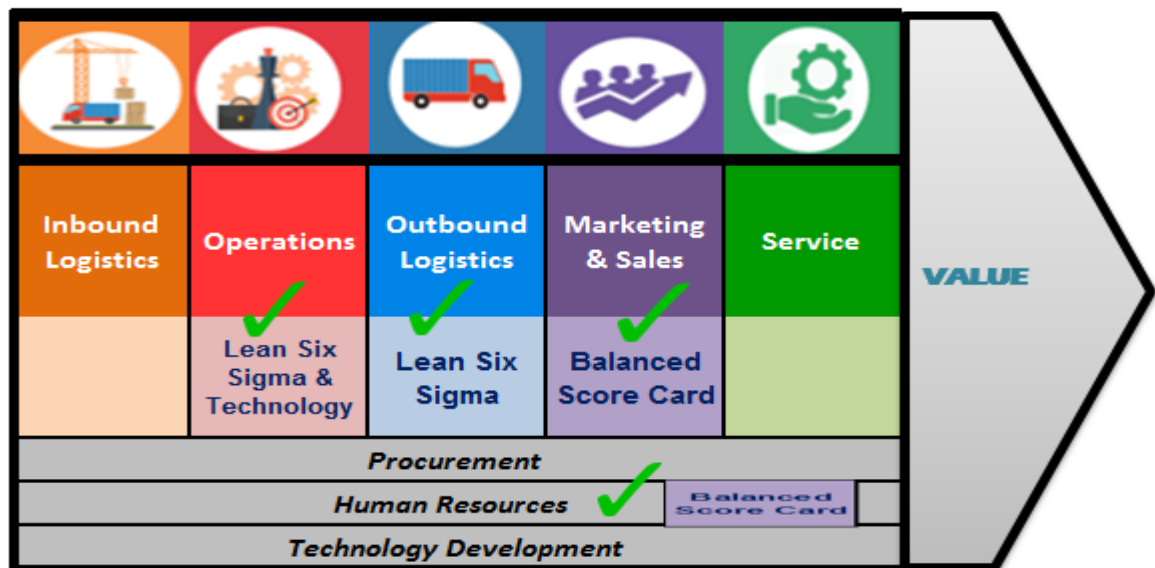 Inbound
Logistics
Operations
Outbound
Logistics
Marketing
& Sales
Service
VALUE
Lean Six
Sigma &
Technology
Lean Six
Sigma
Balanced
Score Card
Procurement
Human Resources
Balanced
Score Card
Technology Development